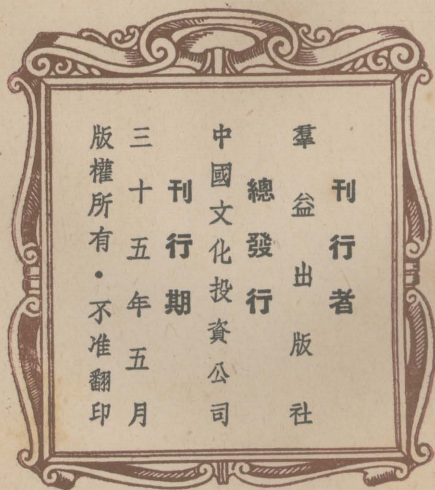 刊行者
羣益出版社
總發行
中國文化投資公司
刊行期
三十五年五月
版權所有·不准翻印